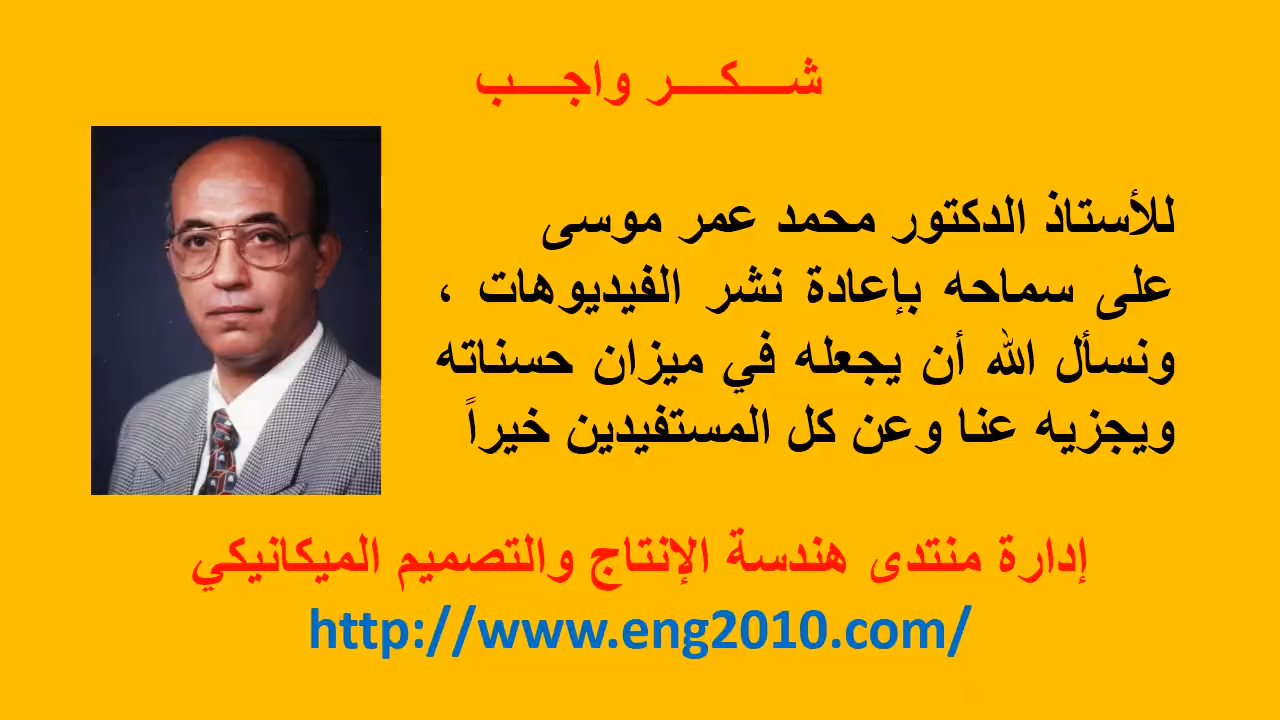 شـــكـــر واجـــب
للأستاذ الدكتور محمد عمر موسى
على سماحه بإعادة نشر الفيديوهات ،
ونسأل الله أن يجعله في ميزان حسناته
ويجزيه عنا وعن كل المستفيدين خيراً
إدارة منتدى هندسة الإنتاج والتصميم الميكانيكي
http://www.eng2010.com/